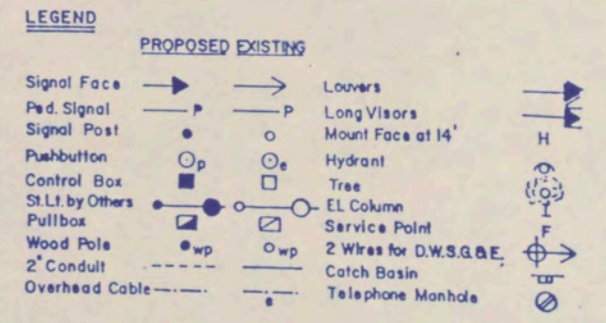 LEGEND
PROPOSED EXISTING
Signal Face
Ped. Signal P P
Signal Post
Pushbutton p e
Control Box
St.Lt. by Others
Pullbox
Wood Pole wp wp
2" Conduit
Overhead Cable e
Louvers
Long Visors
Mount Face at 14' H
Hydrant
Tree
EL Column I
Service Point F
2 Wires for D.W.S.G.&E.
Catch Basin
Telephone Manhole